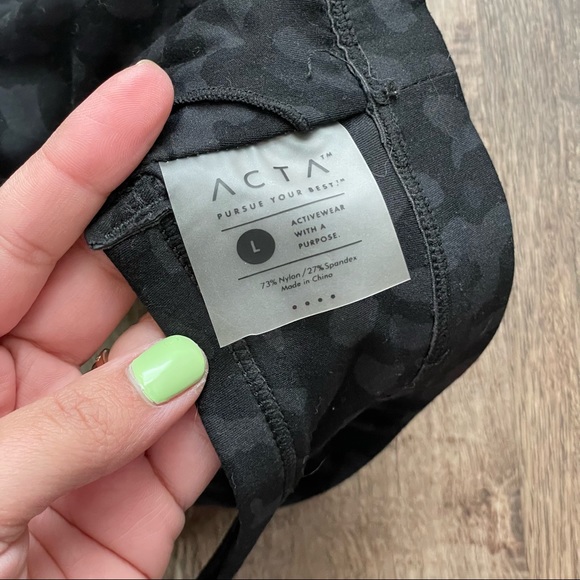 ACTA™
PURSUE YOUR BEST.™
L
ACTIVEWEAR
WITH A
PURPOSE.
73% Nylon / 27% Spandex
Made in China